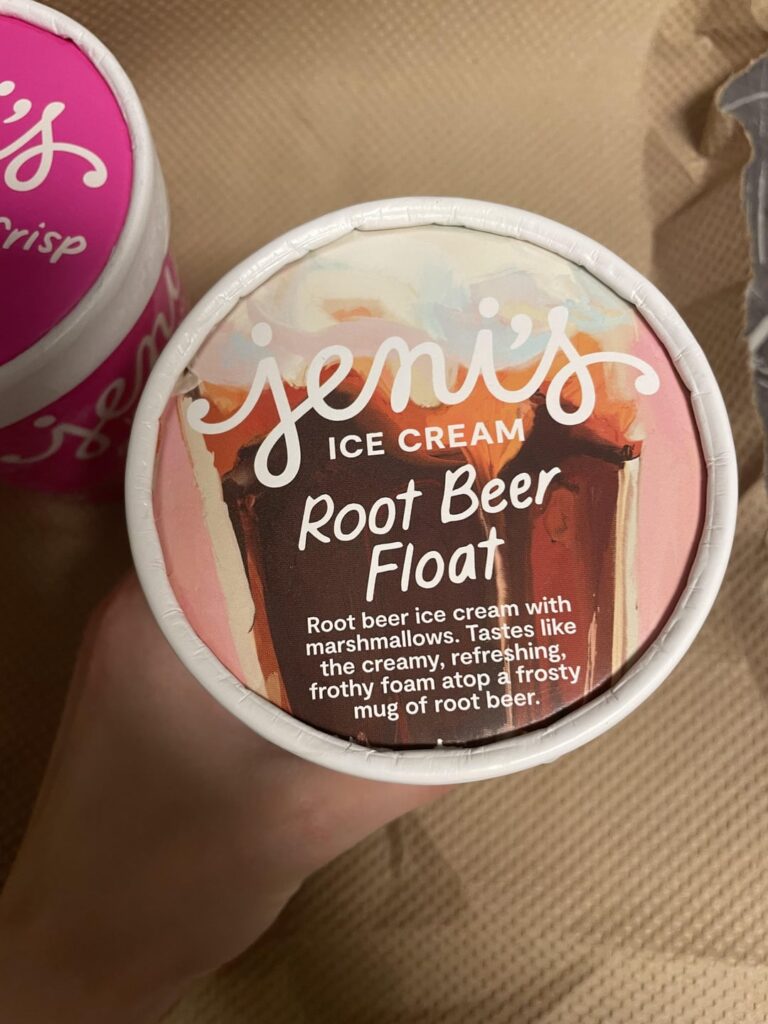 jeni's
ICE CREAM
Root Beer
Float
Root beer ice cream with
marshmallows. Tastes like
the creamy, refreshing,
frothy foam atop a frosty
mug of root beer.
ni's
Crisp
jeni